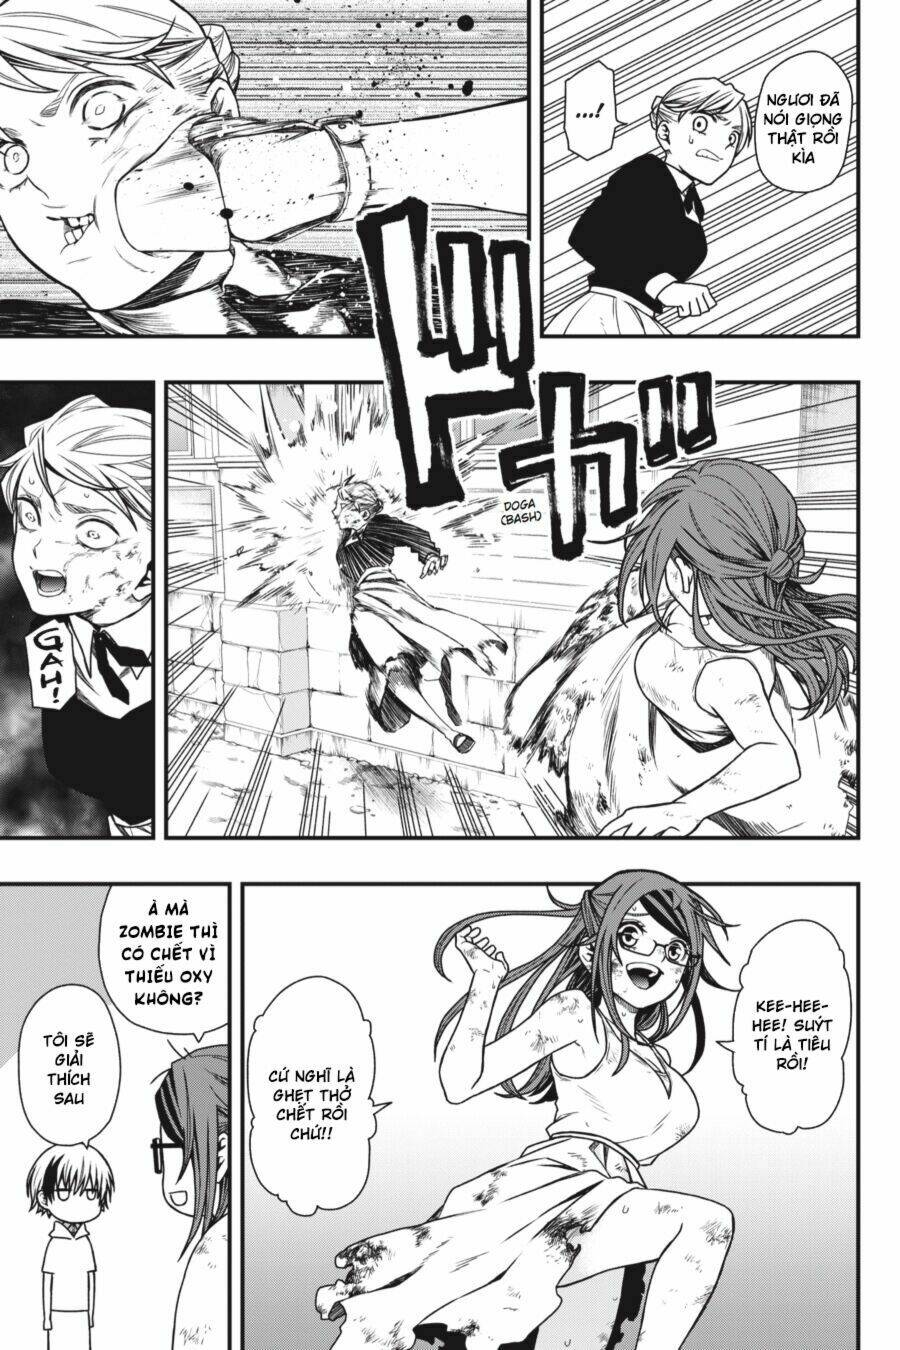 NGƯƠI ĐÃ
NÓI GIỌNG
THẬT RỒI
KÌA
...!
ドガ
DOGA
(BASH)
GAH!
KEE-HEE-
HEE! SUÝT
TÍ LÀ TIÊU
RỒI!
CỨ NGHĨ LÀ
GHẸT THỞ
CHẾT RỒI
CHỨ!!
À MÀ
ZOMBIE THÌ
CÓ CHẾT VÌ
THIẾU OXY
KHÔNG?
TÔI SẼ
GIẢI
THÍCH
SAU